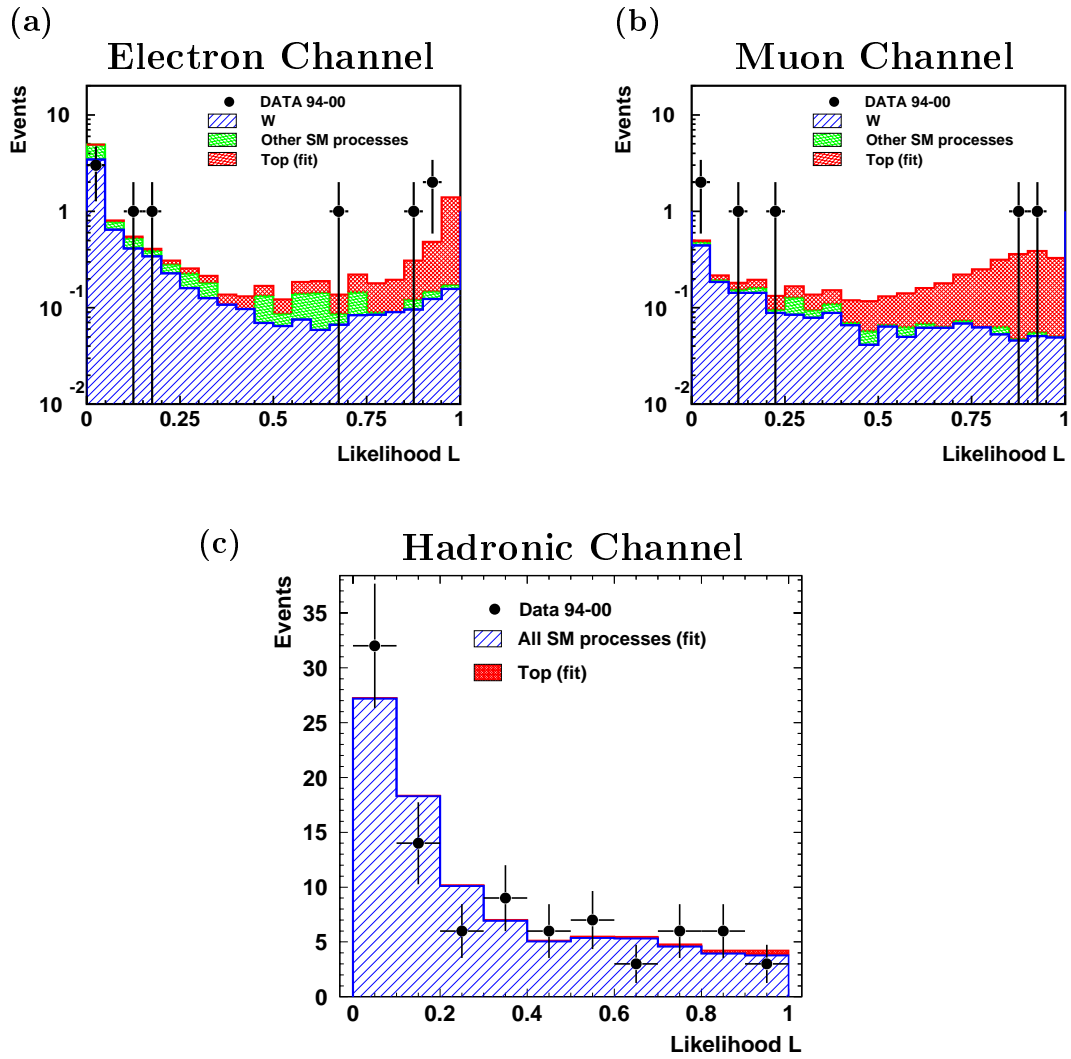 (a)
Electron Channel
Events
DATA 94-00
W
Other SM processes
Top (fit)
10
1
10 -1
10 -2
0 0.25 0.5 0.75 1
Likelihood L
(b)
Muon Channel
Events
DATA 94-00
W
Other SM processes
Top (fit)
10
1
10 -1
10 -2
0 0.25 0.5 0.75 1
Likelihood L
(c)
Hadronic Channel
Events
Data 94-00
All SM processes (fit)
Top (fit)
35
30
25
20
15
10
5
0
0 0.2 0.4 0.6 0.8 1
Likelihood L